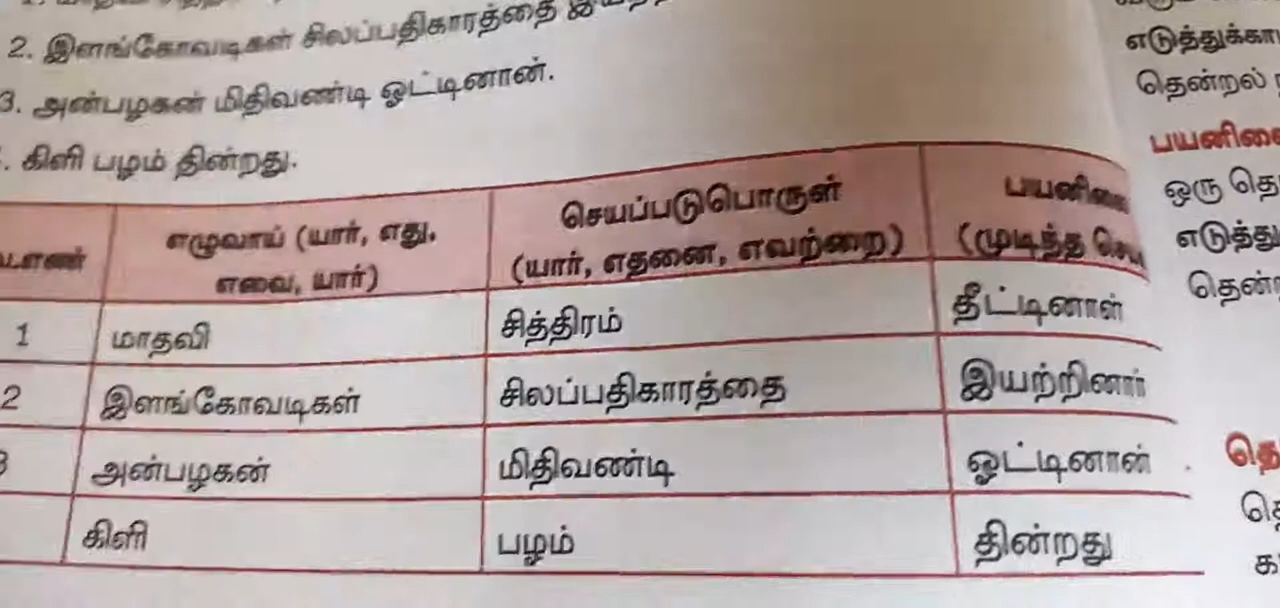 2. இளங்கோவடிகள் சிலப்பதிகாரத்தை
3. அன்பழகன் மிதிவண்டி ஓட்டினான்.
கிளி பழம் தின்றது.
எழுவாய் (யார், எது, எவை, யார்) செயப்படுபொருள் (யார், எதனை, எவற்றை) (முடித்த
1 மாதவி சித்திரம் தீட்டினாள்
2 இளங்கோவடிகள் சிலப்பதிகாரத்தை இயற்றினார்
3 அன்பழகன் மிதிவண்டி ஓட்டினான்
கிளி பழம் தின்றது
தென்றல்
ஒரு